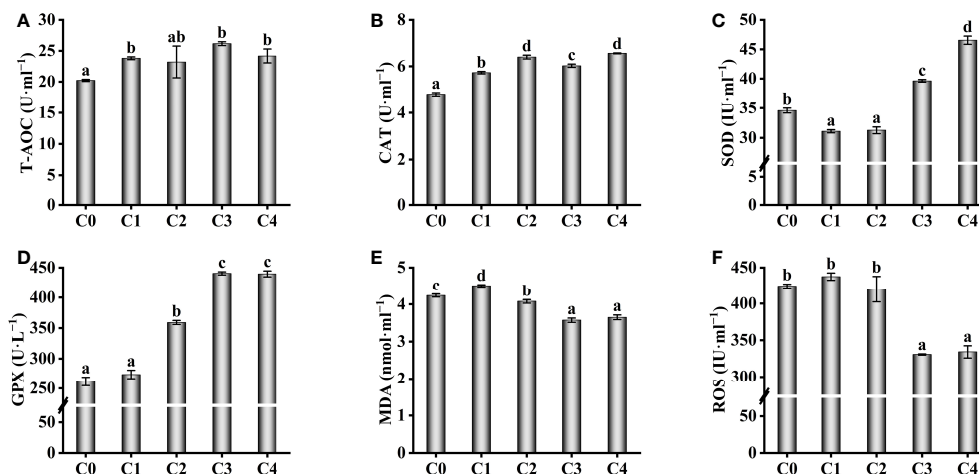 A
T-AOC (U·ml⁻¹)
30
25
20
15
10
5
0
a b ab b b
C0 C1 C2 C3 C4
B
CAT (U·ml⁻¹)
8
6
4
2
0
a b d c d
C0 C1 C2 C3 C4
C
SOD (IU·ml⁻¹)
50
45
40
35
30
5
0
b a a c d
C0 C1 C2 C3 C4
D
GPX (U·L⁻¹)
450
400
350
300
250
50
0
a a b c c
C0 C1 C2 C3 C4
E
MDA (nmol·ml⁻¹)
5
4
3
2
1
0
c d b a a
C0 C1 C2 C3 C4
F
ROS (IU·ml⁻¹)
450
400
350
300
50
0
b b b a a
C0 C1 C2 C3 C4